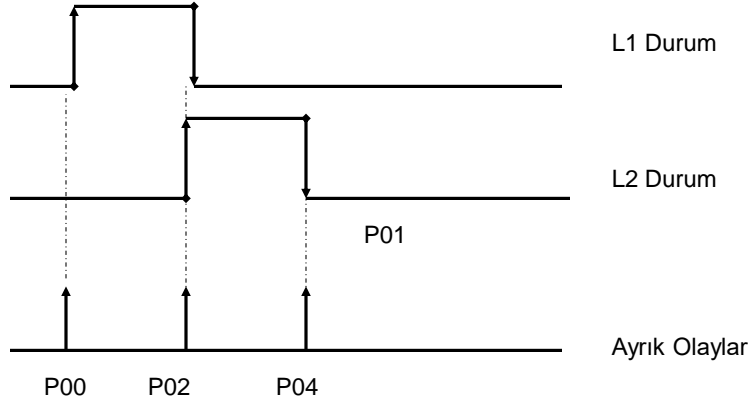 L1 Durum
L2 Durum
P01
Ayrık Olaylar
P00 P02 P04